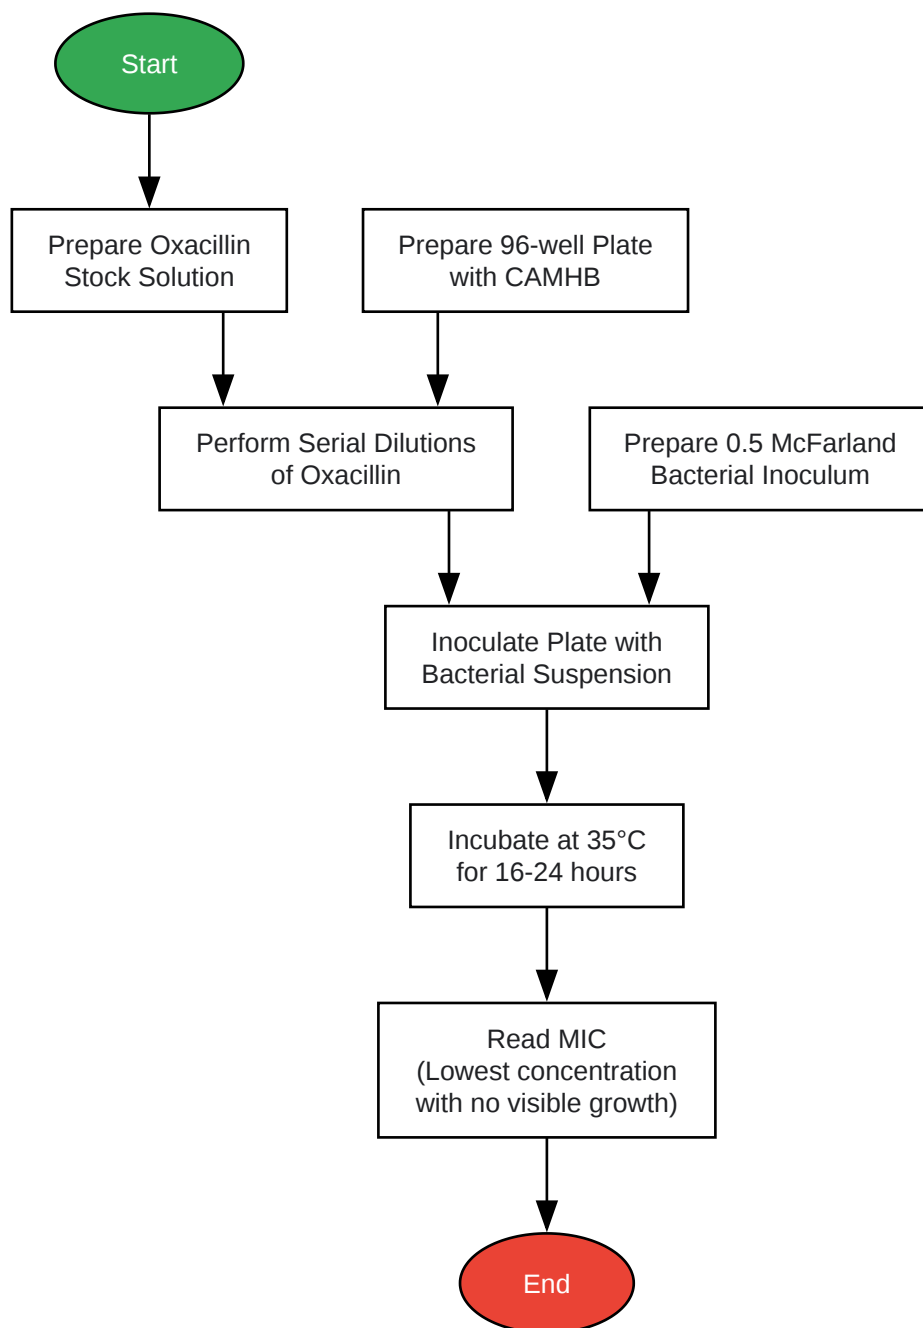 Start
Prepare Oxacillin
Stock Solution
Prepare 96-well Plate
with CAMHB
Perform Serial Dilutions
of Oxacillin
Prepare 0.5 McFarland
Bacterial Inoculum
Inoculate Plate with
Bacterial Suspension
Incubate at 35°C
for 16-24 hours
Read MIC
(Lowest concentration
with no visible growth)
End